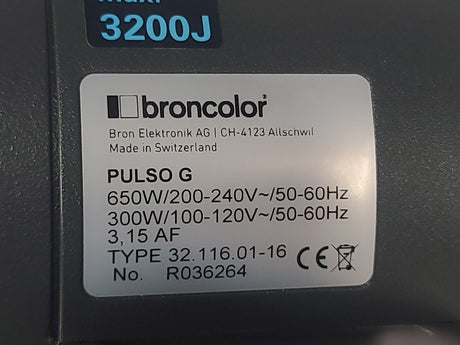 3200J
broncolor®
Bron Elektronik AG | CH-4123 Allschwil
Made in Switzerland
PULSO G
650W/200-240V~/50-60Hz
300W/100-120V~/50-60Hz
3,15 AF
TYPE 32.116.01-16
No. R036264
CE